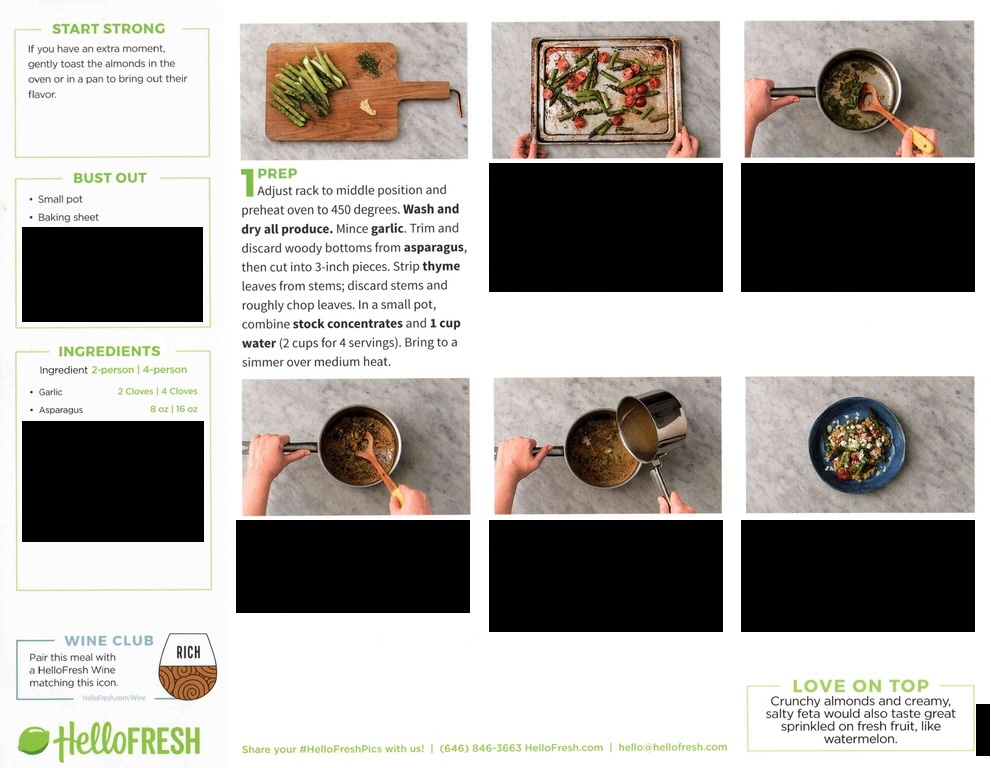 START STRONG
If you have an extra moment,
gently toast the almonds in the
oven or in a pan to bring out their
flavor.
BUST OUT
• Small pot
• Baking sheet
INGREDIENTS
Ingredient 2-person | 4-person
• Garlic 2 Cloves | 4 Cloves
• Asparagus 8 oz | 16 oz
WINE CLUB
Pair this meal with
a HelloFresh Wine
matching this icon.
HelloFresh.com/Wine
RICH
HelloFRESH
1 PREP
Adjust rack to middle position and
preheat oven to 450 degrees. Wash and
dry all produce. Mince garlic. Trim and
discard woody bottoms from asparagus,
then cut into 3-inch pieces. Strip thyme
leaves from stems; discard stems and
roughly chop leaves. In a small pot,
combine stock concentrates and 1 cup
water (2 cups for 4 servings). Bring to a
simmer over medium heat.
LOVE ON TOP
Crunchy almonds and creamy,
salty feta would also taste great
sprinkled on fresh fruit, like
watermelon.
Share your #HelloFreshPics with us! | (646) 846-3663 HelloFresh.com | hello@hellofresh.com